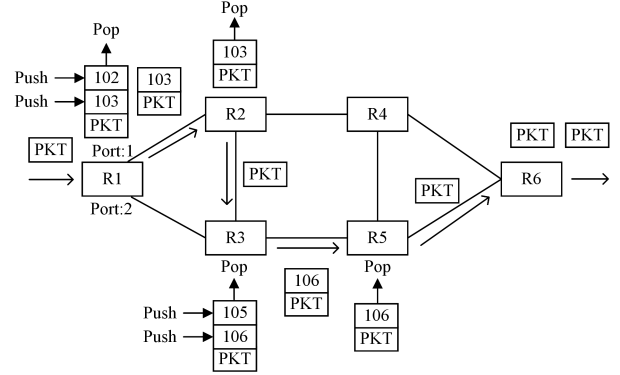 Pop
Pop
103
PKT
Push
102
103
PKT
Push
103
PKT
R2
R4
PKT
Port:1
R1
Port:2
PKT
PKT
PKT
PKT
R6
R3
R5
Pop
Pop
106
PKT
Push
105
Push
106
PKT
106
PKT